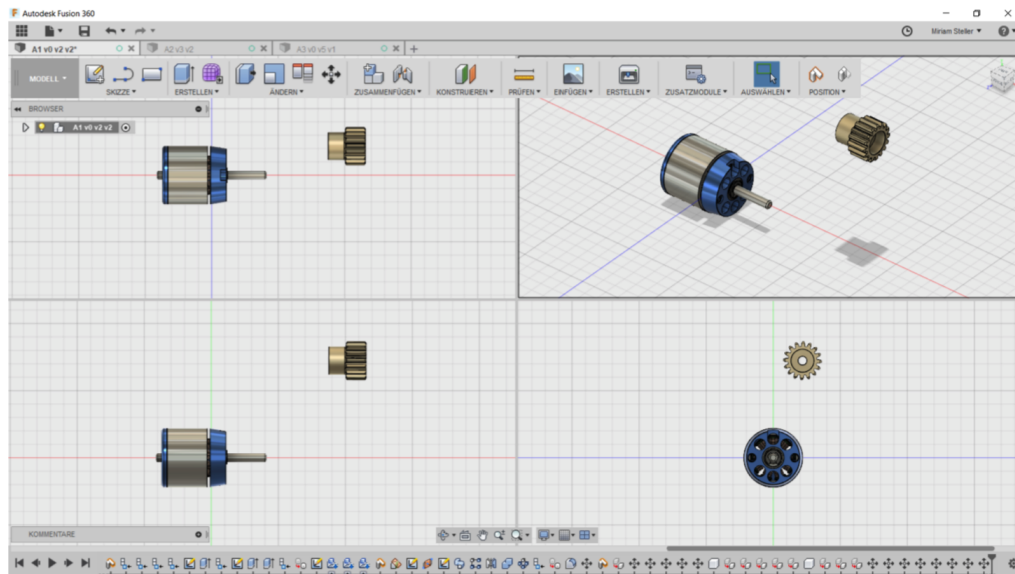 Autodesk Fusion 360
Miriam Steller
A1 v0 v2 v2*
A2 v3 v2
A3 v0 v5 v1
MODELL
SKIZZE
ERSTELLEN
ÄNDERN
ZUSAMMENFÜGEN
KONSTRUIEREN
PRÜFEN
EINFÜGEN
ERSTELLEN
ZUSATZMODULE
AUSWÄHLEN
POSITION
BROWSER
A1 v0 v2 v2
KOMMENTARE